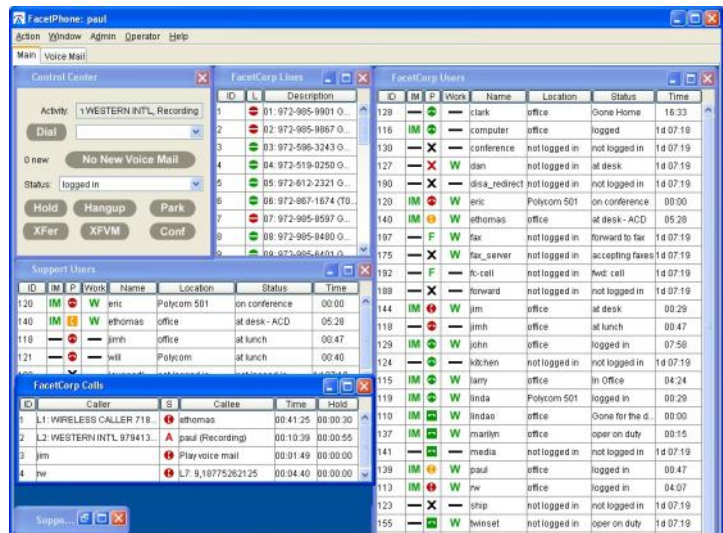 FacetPhone: paul
Action Window Admin Operator Help
Main Voice Mail
Control Center
Activity: WESTERN INT'L, Recording
Dial
0 new No New Voice Mail
Status: logged in
Hold Hangup Park
XFer XFVM Conf
FacetCorp Lines
ID L Description
1 01: 972-985-9901 G...
2 02: 972-985-9867 G...
3 03: 972-596-3243 G...
4 04: 972-519-0250 G...
5 05: 972-612-2321 G...
6 06: 972-867-1674 (T0...
7 07: 972-985-8597 G...
8 08: 972-985-8480 G...
9 09: 972-985-8401 G...
Support Users
ID IM P Work Name Location Status Time
120 IM W eric Polycom 501 on conference 00:00
140 IM W ethomas office at desk - ACD 05:28
118 jimh office at lunch 00:47
121 will Polycom at lunch 00:40
FacetCorp Calls
ID Caller S Callee Time Hold
1 L1: WIRELESS CALLER 718... ethomas 00:41:25 00:00:30
2 L2: WESTERN INT'L 979413... A paul (Recording) 00:10:39 00:00:55
3 jim Play voice mail 00:01:49 00:00:00
4 rw L7: 9,18775262125 00:04:40 00:00:00
Suppo...
FacetCorp Users
ID IM P Work Name Location Status Time
128 clark office Gone Home 16:33
116 IM computer office logged 1d 07:18
130 X conference not logged in not logged in 1d 07:19
127 X W dan not logged in at desk 1d 07:19
190 X disa_redirect not logged in not logged in 1d 07:19
120 IM W eric Polycom 501 on conference 00:00
140 IM W ethomas office at desk - ACD 05:28
197 F W fax not logged in forward to fax 1d 07:19
175 X W fax_server not logged in accepting faxes 1d 07:19
192 F fc-cell not logged in fwd: cell 1d 07:19
188 X forward not logged in not logged in 1d 07:19
144 IM W jim office at desk 00:29
118 jimh office at lunch 00:47
129 IM W john office logged in 07:58
124 kitchen not logged in not logged in 1d 07:19
115 IM W larry office In Office 04:24
119 IM W linda Polycom 501 logged in 00:29
110 IM W lindao office Gone for the d... 00:00
137 IM W marilyn office oper on duty 00:15
141 media not logged in not logged in 1d 07:19
139 IM W paul office logged in 00:47
113 IM W rw office logged in 04:07
123 X ship not logged in not logged in 1d 07:19
155 W twinset not logged in oper on duty 1d 07:19